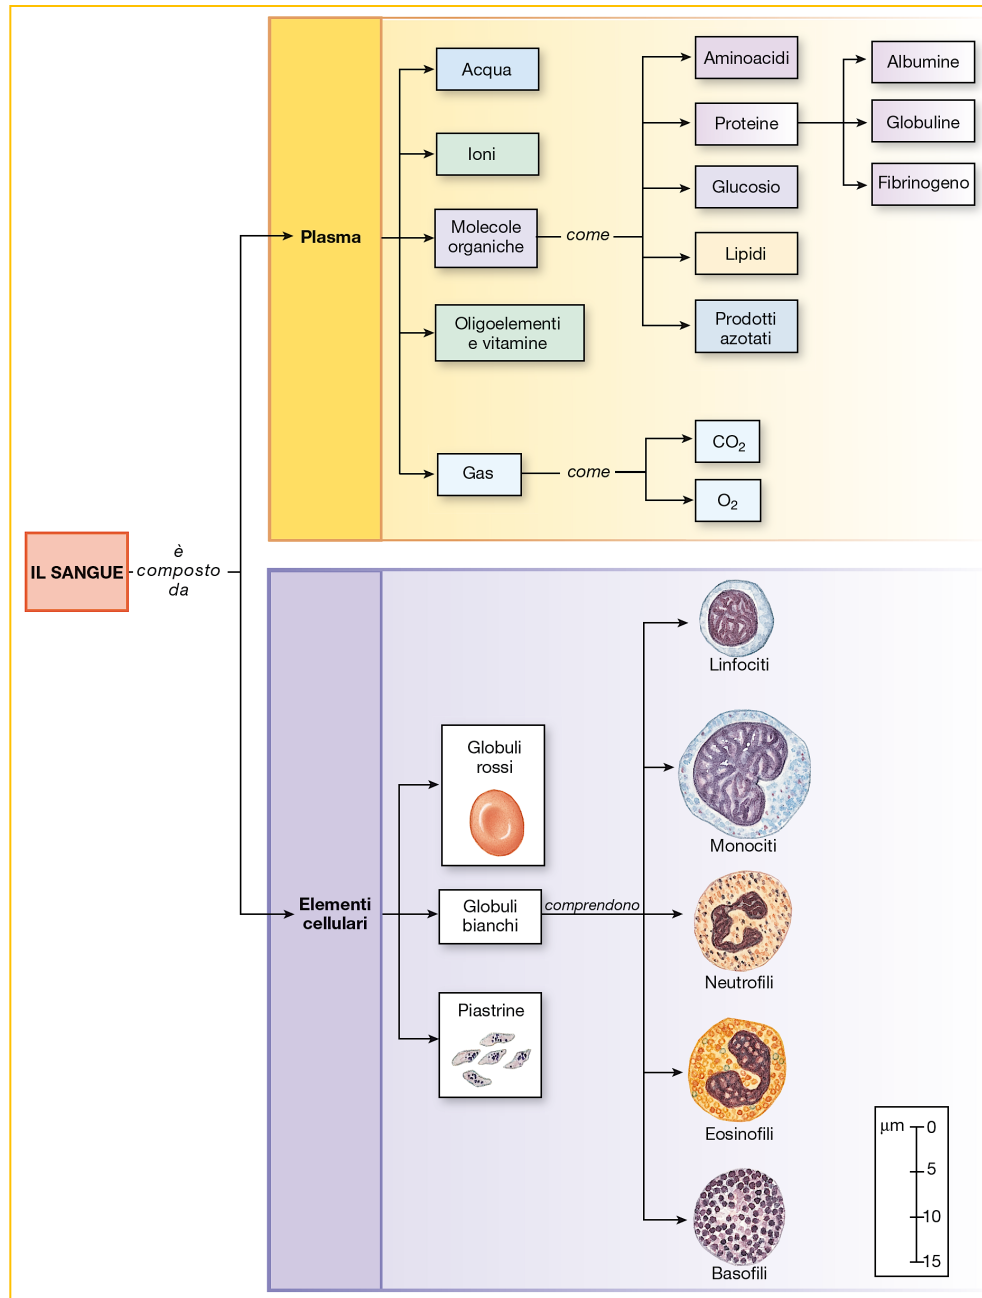 IL SANGUE
è
composto
da
Plasma
Acqua
Ioni
Molecole
organiche
come
Aminoacidi
Proteine
Albumine
Globuline
Fibrinogeno
Glucosio
Lipidi
Prodotti
azotati
Oligoelementi
e vitamine
Gas
come
CO₂
O₂
Elementi
cellulari
Globuli
rossi
Globuli
bianchi
comprendono
Linfociti
Monociti
Neutrofili
Eosinofili
Basofili
Piastrine
µm
0
5
10
15